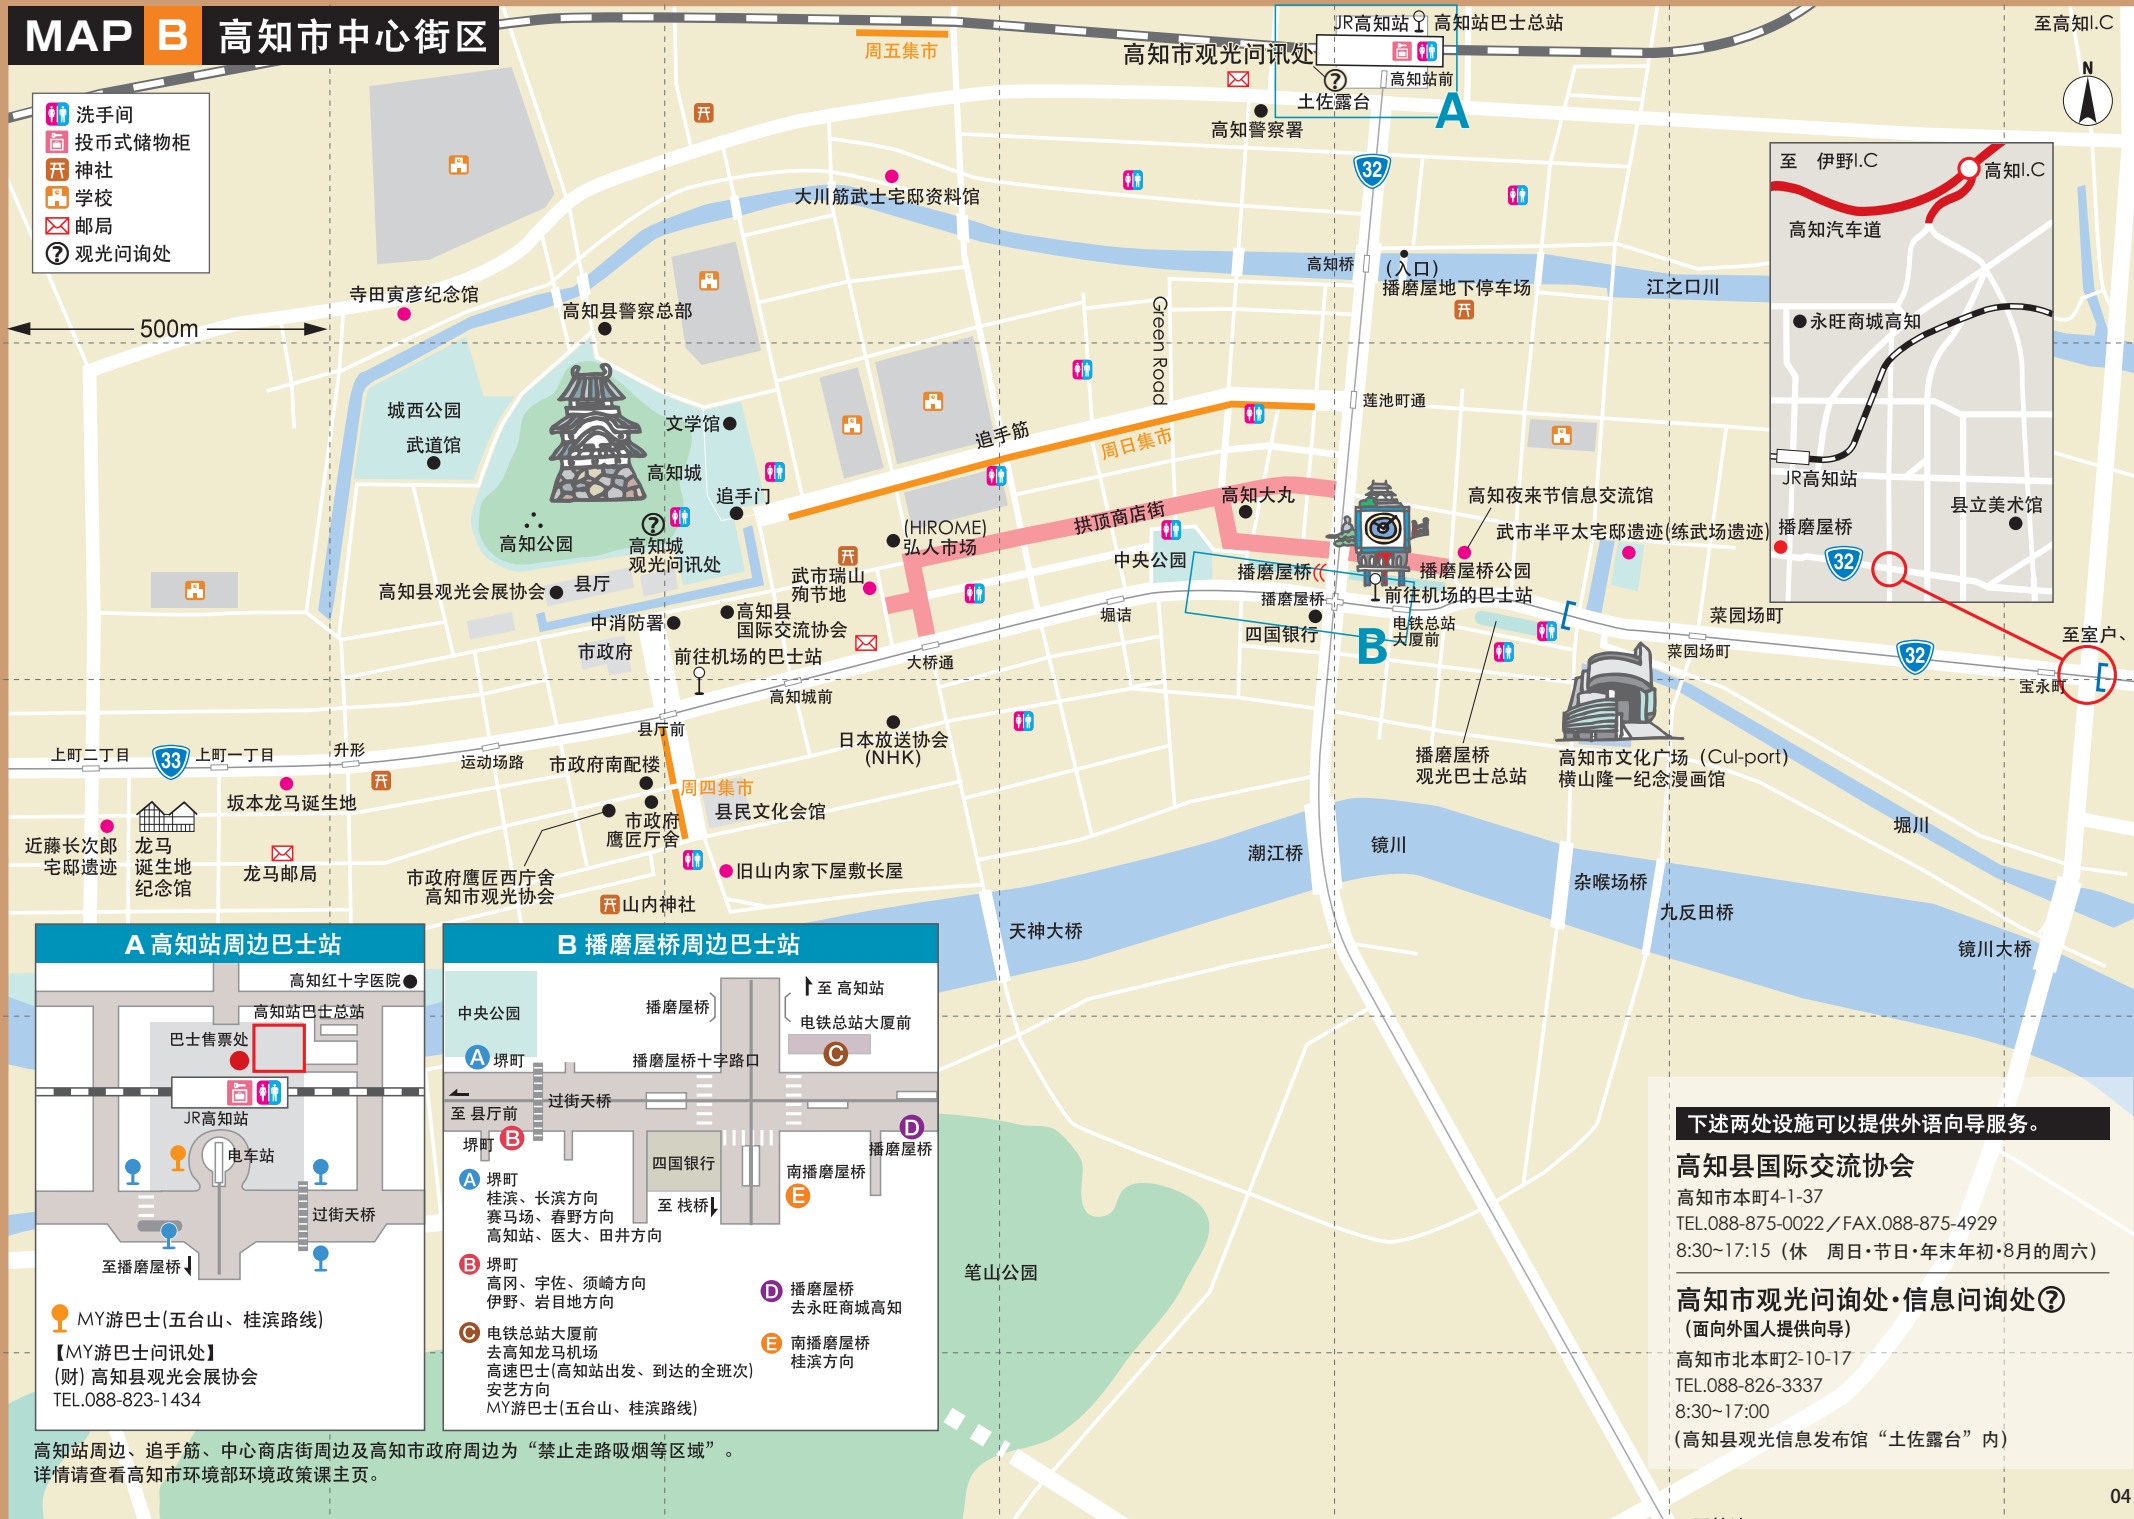 MAP B 高知市中心街区
洗手间
投币式储物柜
神社
学校
邮局
观光问询处
500m
周五集市
JR高知站
高知站巴士总站
高知市观光问讯处
高知站前
土佐露台
A
高知警察署
至高知I.C
N
32
大川筋武士宅邸资料馆
寺田寅彦纪念馆
高知县警察总部
高知桥
(入口)
播磨屋地下停车场
江之口川
Green Road
至 伊野I.C
高知I.C
高知汽车道
永旺商城高知
JR高知站
县立美术馆
播磨屋桥
32
城西公园
武道馆
文学馆
高知城
追手门
追手筋
周日集市
莲池町通
高知公园
高知城
观光问讯处
(HIROME)
弘人市场
拱顶商店街
高知大丸
中央公园
高知夜来节信息交流馆
武市半平太宅邸遗迹(练武场遗迹)
播磨屋桥
播磨屋桥公园
播磨屋桥
前往机场的巴士站
四国银行
B
电铁总站
大厦前
高知县观光会展协会
县厅
武市瑞山
殉节地
高知县
国际交流协会
中消防署
市政府
前往机场的巴士站
堀诘
大桥通
高知城前
县厅前
菜园场町
菜园场町
32
至室户、
宝永町
日本放送协会
(NHK)
上町二丁目
33
上町一丁目
升形
运动场路
市政府南配楼
周四集市
县民文化会馆
市政府
鹰匠厅舍
坂本龙马诞生地
近藤长次郎
宅邸遗迹
龙马
诞生地
纪念馆
龙马邮局
市政府鹰匠西庁舍
高知市观光协会
旧山内家下屋敷长屋
山内神社
播磨屋桥
观光巴士总站
高知市文化广场（Cul-port)
横山隆一纪念漫画馆
堀川
潮江桥
镜川
杂喉场桥
九反田桥
天神大桥
镜川大桥
笔山公园
A 高知站周边巴士站
高知红十字医院
高知站巴士总站
巴士售票处
JR高知站
电车站
过街天桥
至播磨屋桥
MY游巴士(五台山、桂滨路线)
【MY游巴士问讯处】
(财) 高知县观光会展协会
TEL.088-823-1434
B 播磨屋桥周边巴士站
中央公园
播磨屋桥
至 高知站
电铁总站大厦前
C
A 堺町
播磨屋桥十字路口
过街天桥
至 县厅前
堺町 B
D
播磨屋桥
四国银行
南播磨屋桥
E
至 栈桥
A 堺町
桂滨、长滨方向
赛马场、春野方向
高知站、医大、田井方向
B 堺町
高冈、宇佐、须崎方向
伊野、岩目地方向
C 电铁总站大厦前
去高知龙马机场
高速巴士(高知站出发、到达的全班次)
安艺方向
MY游巴士(五台山、桂滨路线)
D 播磨屋桥
去永旺商城高知
E 南播磨屋桥
桂滨方向
高知站周边、追手筋、中心商店街周边及高知市政府周边为“禁止走路吸烟等区域”。
详情请查看高知市环境部环境政策课主页。
下述两处设施可以提供外语向导服务。
高知县国际交流协会
高知市本町4-1-37
TEL.088-875-0022／FAX.088-875-4929
8:30~17:15（休　周日·节日·年末年初·8月的周六）
高知市观光问询处·信息问询处?
（面向外国人提供向导）
高知市北本町2-10-17
TEL.088-826-3337
8:30~17:00
(高知县观光信息发布馆“土佐露台”内)
04